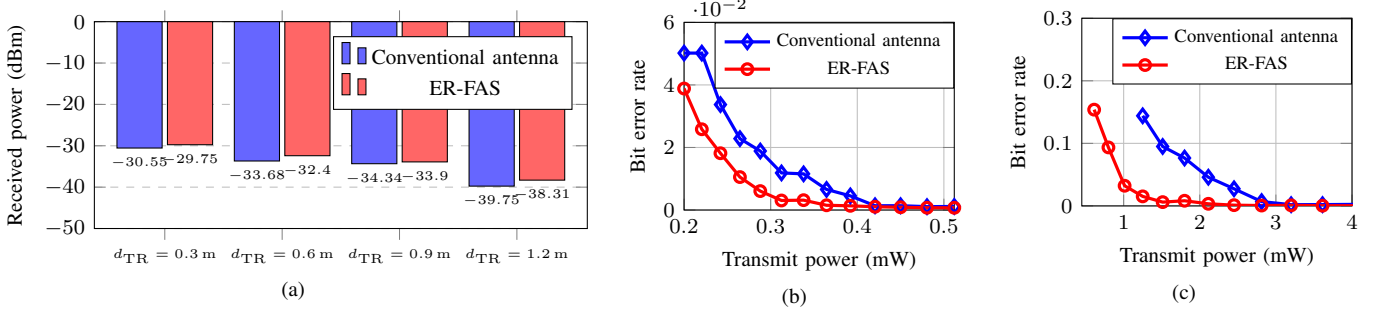 Received power (dBm)
0
−10
−20
−30
−40
−50
Conventional antenna
ER-FAS
−30.55
−29.75
−33.68
−32.4
−34.34
−33.9
−39.75
−38.31
d_TR = 0.3 m
d_TR = 0.6 m
d_TR = 0.9 m
d_TR = 1.2 m
(a)
·10−2
Bit error rate
6
4
2
0
Conventional antenna
ER-FAS
0.2
0.3
0.4
0.5
Transmit power (mW)
(b)
Bit error rate
0.3
0.2
0.1
0
Conventional antenna
ER-FAS
1
2
3
4
Transmit power (mW)
(c)